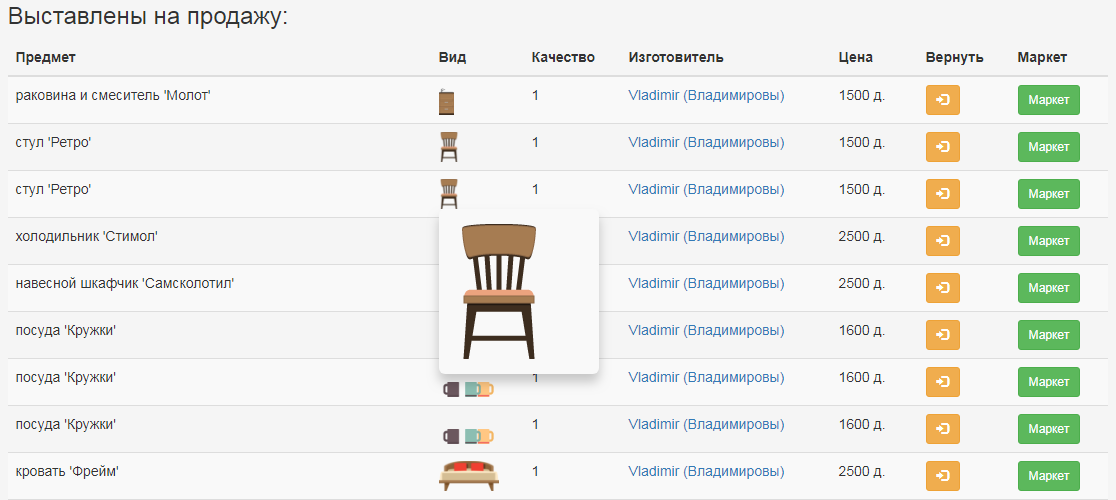 Выставлены на продажу:
Предмет Вид Качество Изготовитель Цена Вернуть Маркет
раковина и смеситель 'Молот' 1 Vladimir (Владимировы) 1500 д. Маркет
стул 'Ретро' 1 Vladimir (Владимировы) 1500 д. Маркет
стул 'Ретро' 1 Vladimir (Владимировы) 1500 д. Маркет
холодильник 'Стимол' Vladimir (Владимировы) 2500 д. Маркет
навесной шкафчик 'Самсколотил' Vladimir (Владимировы) 2500 д. Маркет
посуда 'Кружки' Vladimir (Владимировы) 1600 д. Маркет
посуда 'Кружки' 1 Vladimir (Владимировы) 1600 д. Маркет
посуда 'Кружки' 1 Vladimir (Владимировы) 1600 д. Маркет
кровать 'Фрейм' 1 Vladimir (Владимировы) 2500 д. Маркет